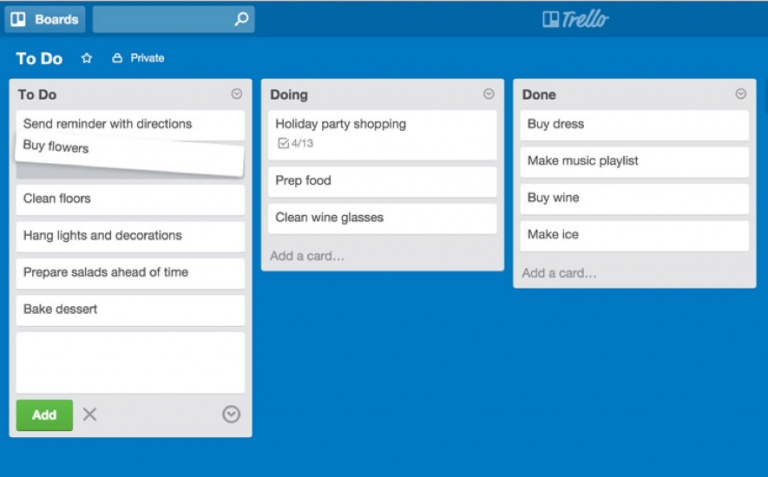 Boards
Trello
To Do
Private
To Do
Send reminder with directions
Buy flowers
Clean floors
Hang lights and decorations
Prepare salads ahead of time
Bake dessert
Add
Doing
Holiday party shopping
4/13
Prep food
Clean wine glasses
Add a card…
Done
Buy dress
Make music playlist
Buy wine
Make ice
Add a card…